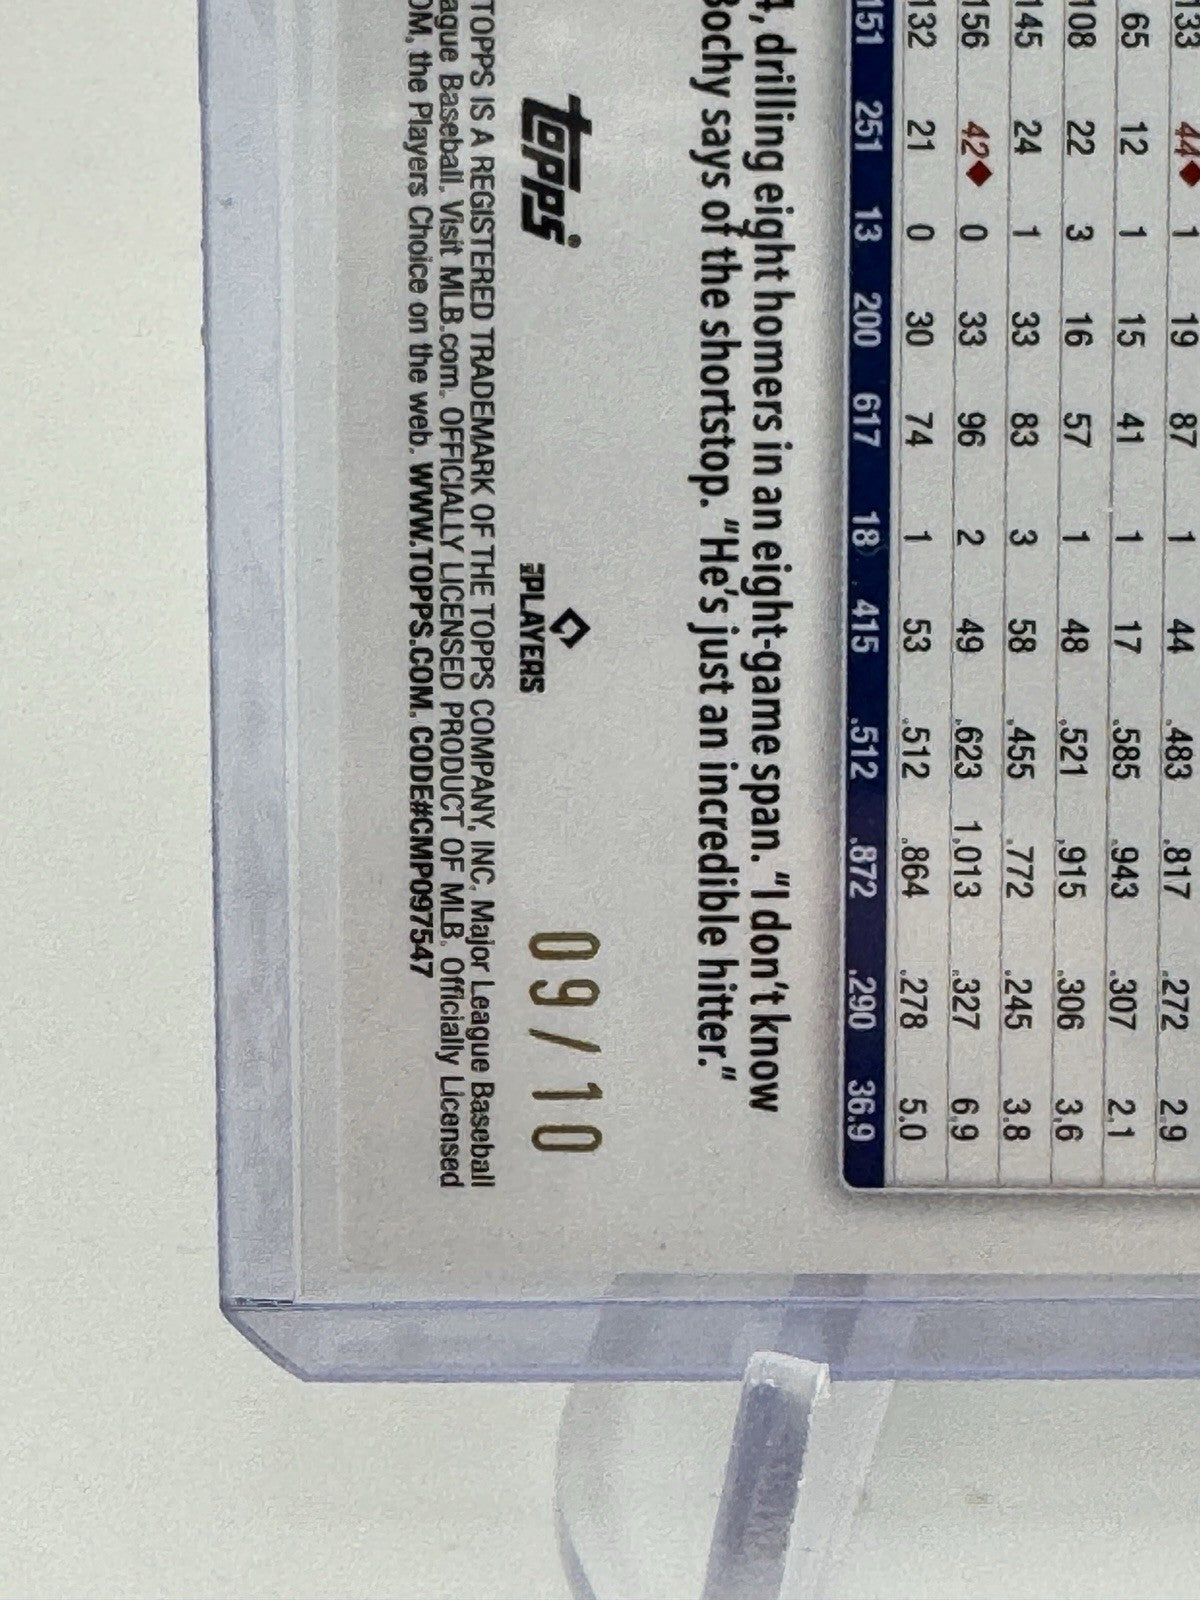 133 44◆ 1 19 87 1 44 .483 .817 .272 2.9
65 12 1 15 41 1 17 .585 .943 .307 2.1
108 22 3 16 57 1 48 .521 .915 .306 3.6
145 24 1 33 83 3 58 .455 .772 .245 3.8
156 42◆ 0 33 96 2 49 .623 1.013 .327 6.9
132 21 0 30 74 1 53 .512 .864 .278 5.0
151 251 13 200 617 18 415 .512 .872 .290 36.9
4, drilling eight homers in an eight-game span. "I don't know
Bochy says of the shortstop. "He's just an incredible hitter."
topps® PLAYERS 09/10
TOPPS IS A REGISTERED TRADEMARK OF THE TOPPS COMPANY, INC. Major League Baseball
ague Baseball. Visit MLB.com. OFFICIALLY LICENSED PRODUCT OF MLB. Officially Licensed
OM, the Players Choice on the web. WWW.TOPPS.COM. CODE#CMP097547